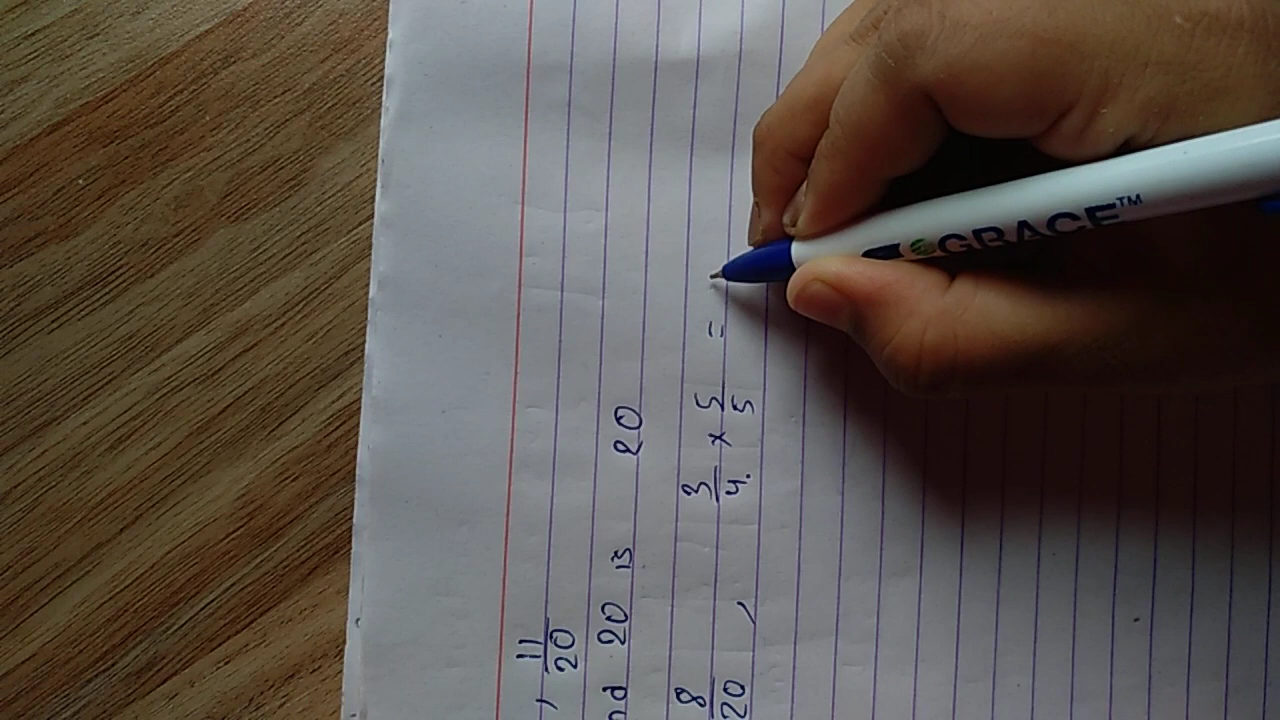 , 11/20
nd 20 is 20
8/20 , 3/4. × 5/5 =
GRACE™